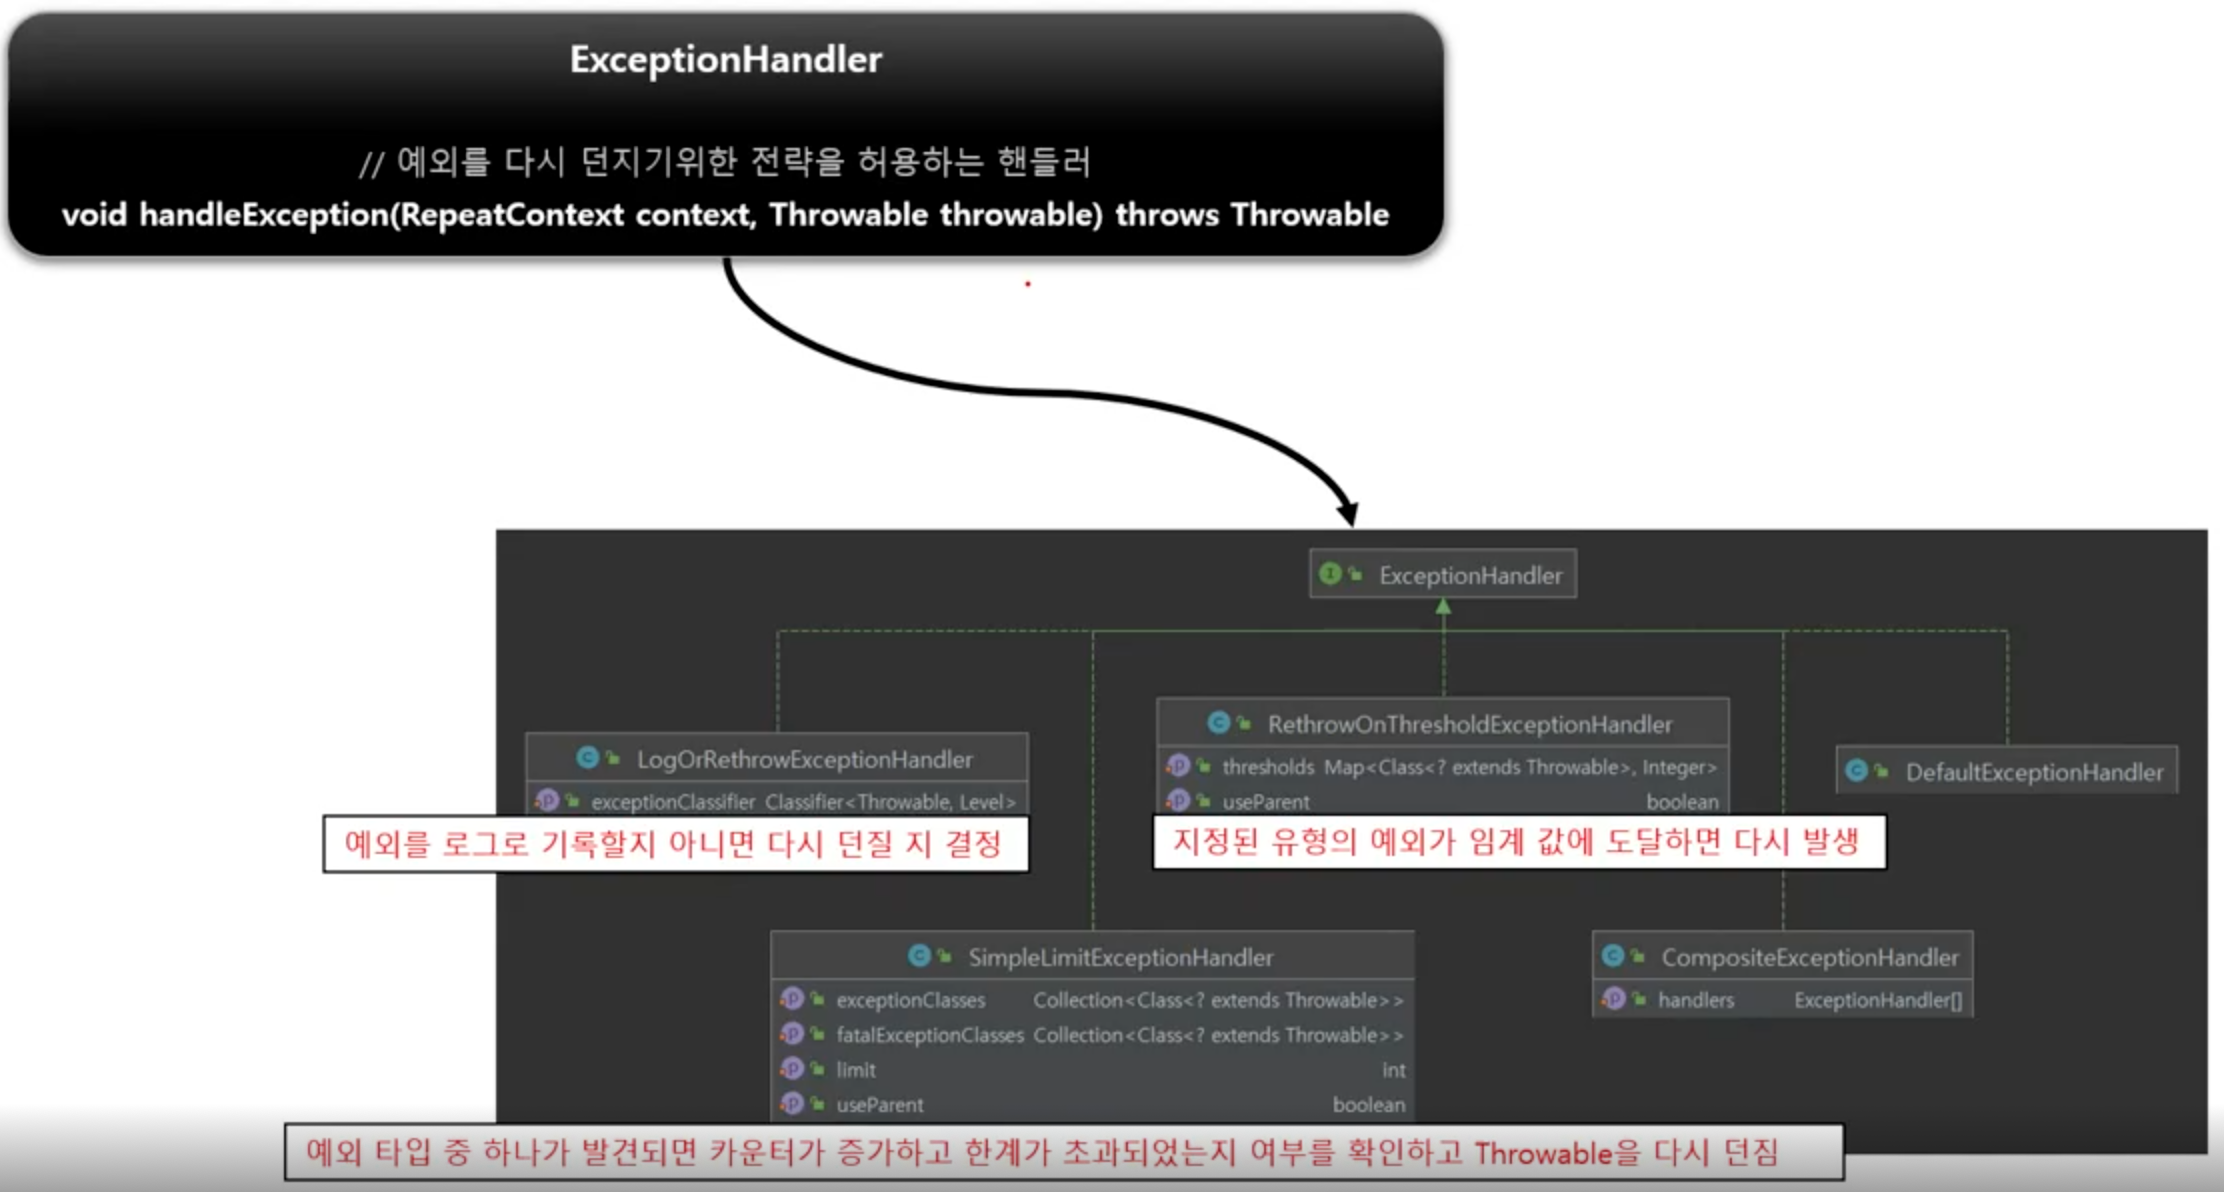 ExceptionHandler
// 예외를 다시 던지기위한 전략을 허용하는 핸들러
void handleException(RepeatContext context, Throwable throwable) throws Throwable
ExceptionHandler
LogOrRethrowExceptionHandler
exceptionClassifier Classifier<Throwable, Level>
예외를 로그로 기록할지 아니면 다시 던질 지 결정
RethrowOnThresholdExceptionHandler
thresholds Map<Class<? extends Throwable>, Integer>
useParent boolean
지정된 유형의 예외가 임계 값에 도달하면 다시 발생
DefaultExceptionHandler
SimpleLimitExceptionHandler
exceptionClasses Collection<Class<? extends Throwable>>
fatalExceptionClasses Collection<Class<? extends Throwable>>
limit int
useParent boolean
CompositeExceptionHandler
handlers ExceptionHandler[]
예외 타입 중 하나가 발견되면 카운터가 증가하고 한계가 초과되었는지 여부를 확인하고 Throwable을 다시 던짐